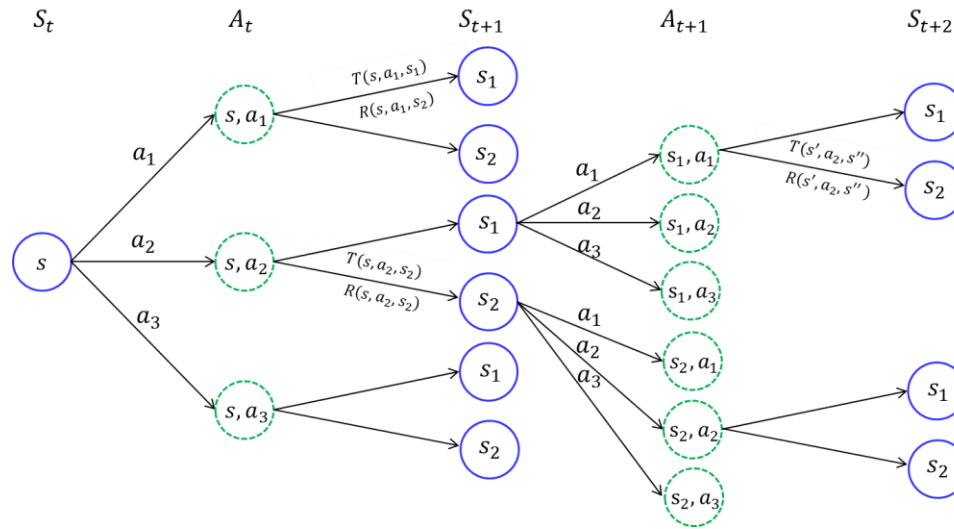 S_t A_t S_{t+1} A_{t+1} S_{t+2}
s
a_1
a_2
a_3
s, a_1
s, a_2
s, a_3
T(s, a_1, s_1)
R(s, a_1, s_2)
T(s, a_2, s_2)
R(s, a_2, s_2)
s_1
s_2
s_1
s_2
s_1
s_2
a_1
a_2
a_3
a_1
a_2
a_3
s_1, a_1
s_1, a_2
s_1, a_3
s_2, a_1
s_2, a_2
s_2, a_3
T(s', a_2, s'')
R(s', a_2, s'')
s_1
s_2
s_1
s_2